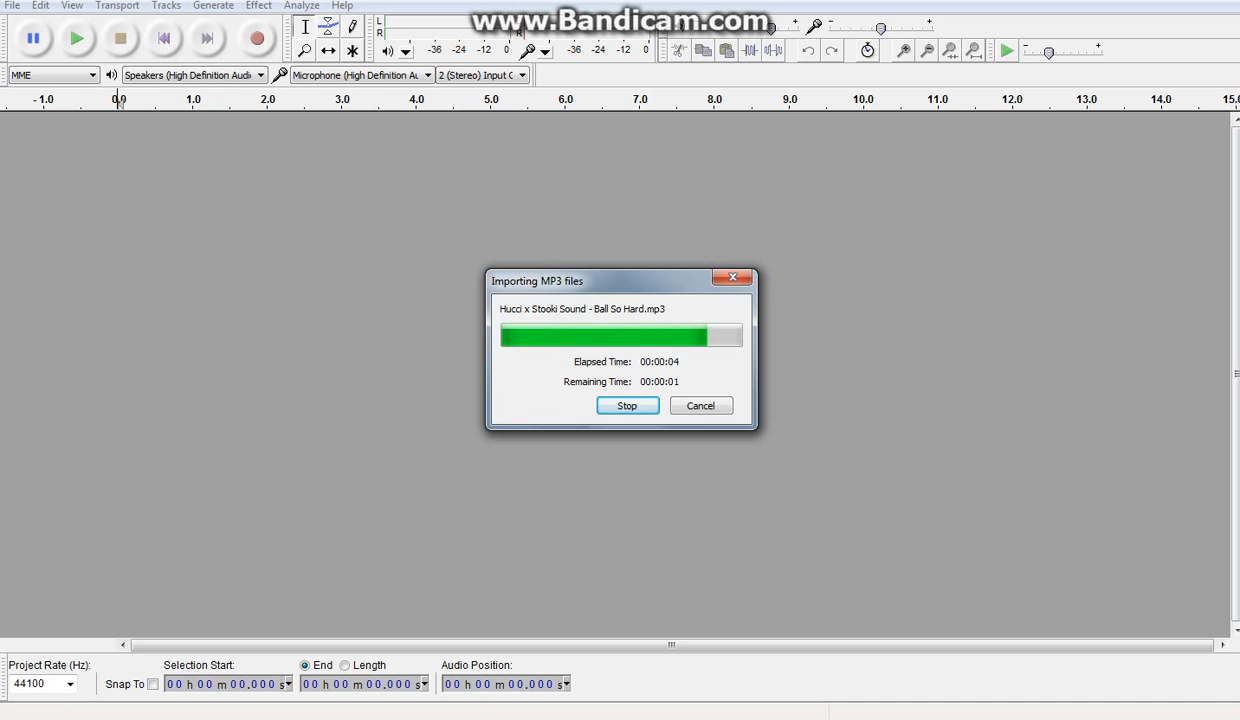 File Edit View Transport Tracks Generate Effect Analyze Help
www.Bandicam.com
L
R R
-36 -24 -12 0 -36 -24 -12 0
MME Speakers (High Definition Audi Microphone (High Definition Au 2 (Stereo) Input C
- 1.0 0.0 1.0 2.0 3.0 4.0 5.0 6.0 7.0 8.0 9.0 10.0 11.0 12.0 13.0 14.0 15.0
Importing MP3 files
Hucci x Stooki Sound - Ball So Hard.mp3
Elapsed Time: 00:00:04
Remaining Time: 00:00:01
Stop Cancel
Project Rate (Hz): Selection Start: End Length Audio Position:
44100 Snap To 00 h 00 m 00.000 s 00 h 00 m 00.000 s 00 h 00 m 00.000 s